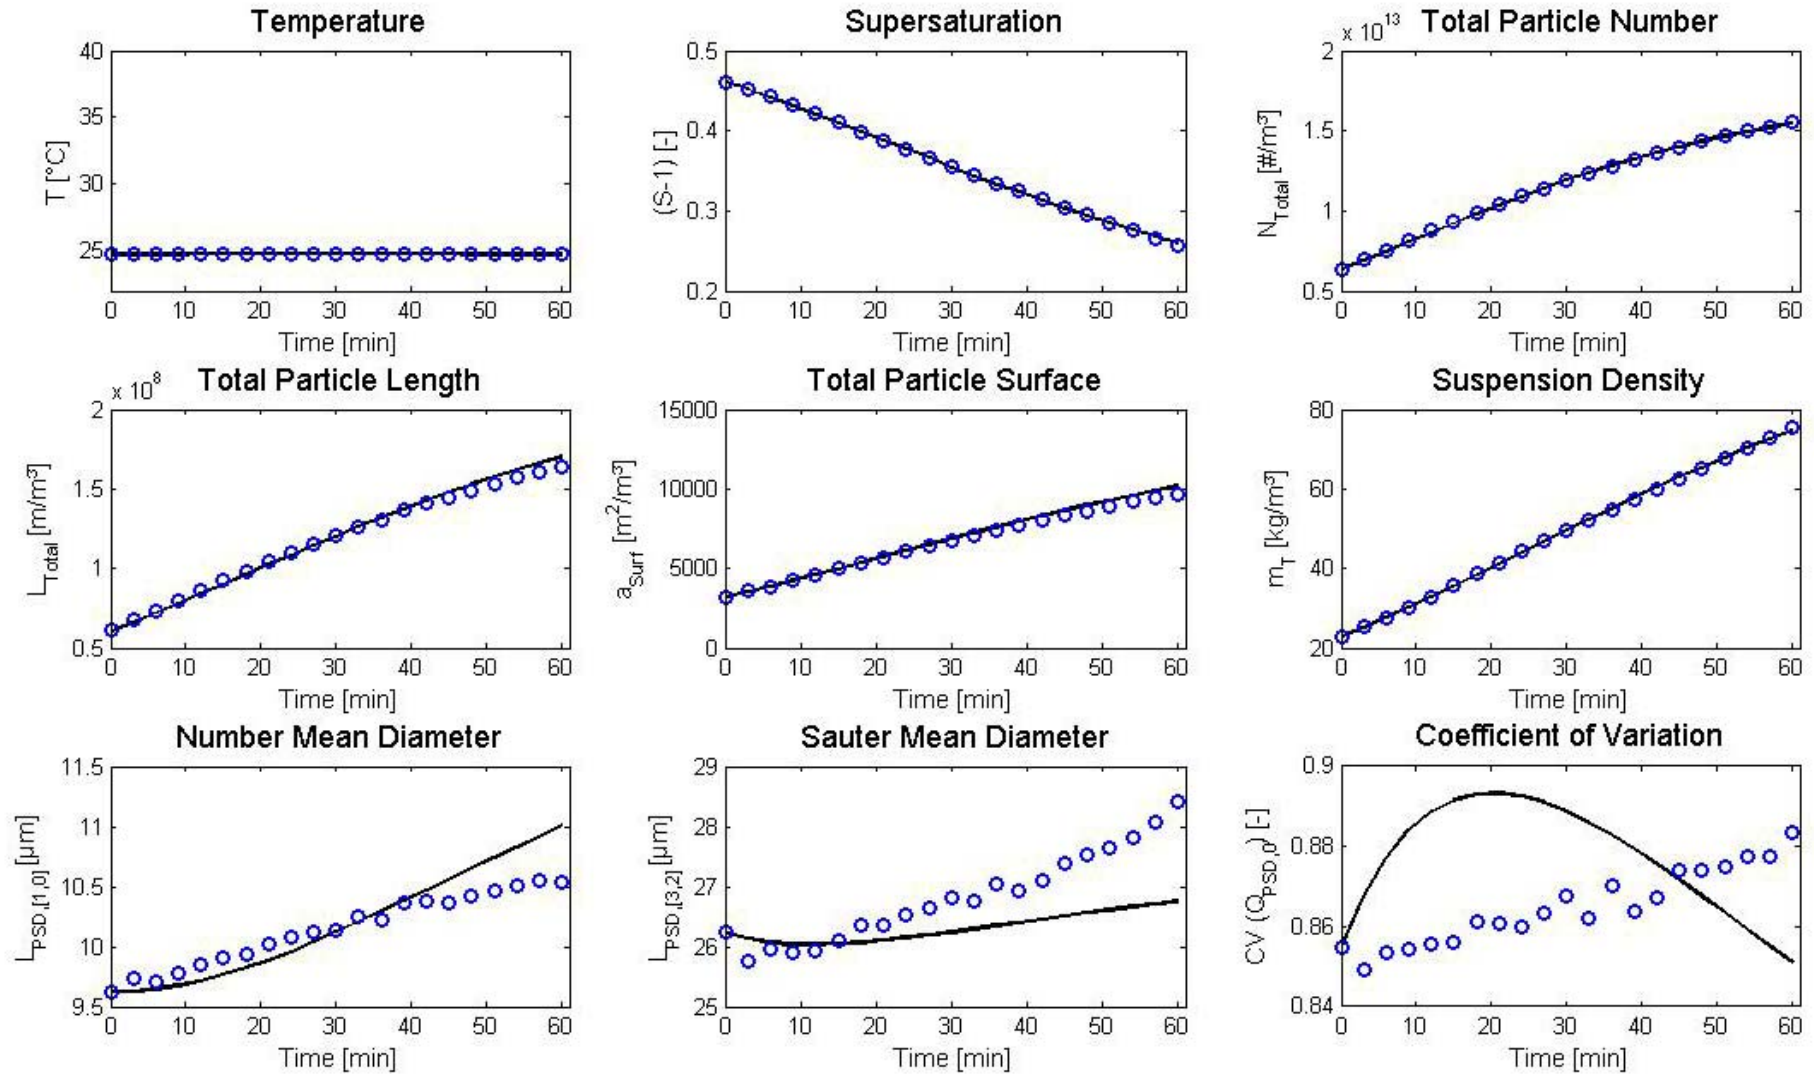 Temperature
40
35
30
25
T [°C]
0 10 20 30 40 50 60
Time [min]
Supersaturation
0.5
0.4
0.3
0.2
(S-1) [-]
0 10 20 30 40 50 60
Time [min]
Total Particle Number
x 10^13
2
1.5
1
0.5
N_Total [#/m³]
0 10 20 30 40 50 60
Time [min]
Total Particle Length
x 10^8
2
1.5
1
0.5
L_Total [m/m³]
0 10 20 30 40 50 60
Time [min]
Total Particle Surface
15000
10000
5000
0
a_Surf [m²/m³]
0 10 20 30 40 50 60
Time [min]
Suspension Density
80
60
40
20
m_T [kg/m³]
0 10 20 30 40 50 60
Time [min]
Number Mean Diameter
11.5
11
10.5
10
9.5
L_PSD,[1,0] [µm]
0 10 20 30 40 50 60
Time [min]
Sauter Mean Diameter
29
28
27
26
25
L_PSD,[3,2] [µm]
0 10 20 30 40 50 60
Time [min]
Coefficient of Variation
0.9
0.88
0.86
0.84
CV (Q_PSD,0) [-]
0 10 20 30 40 50 60
Time [min]